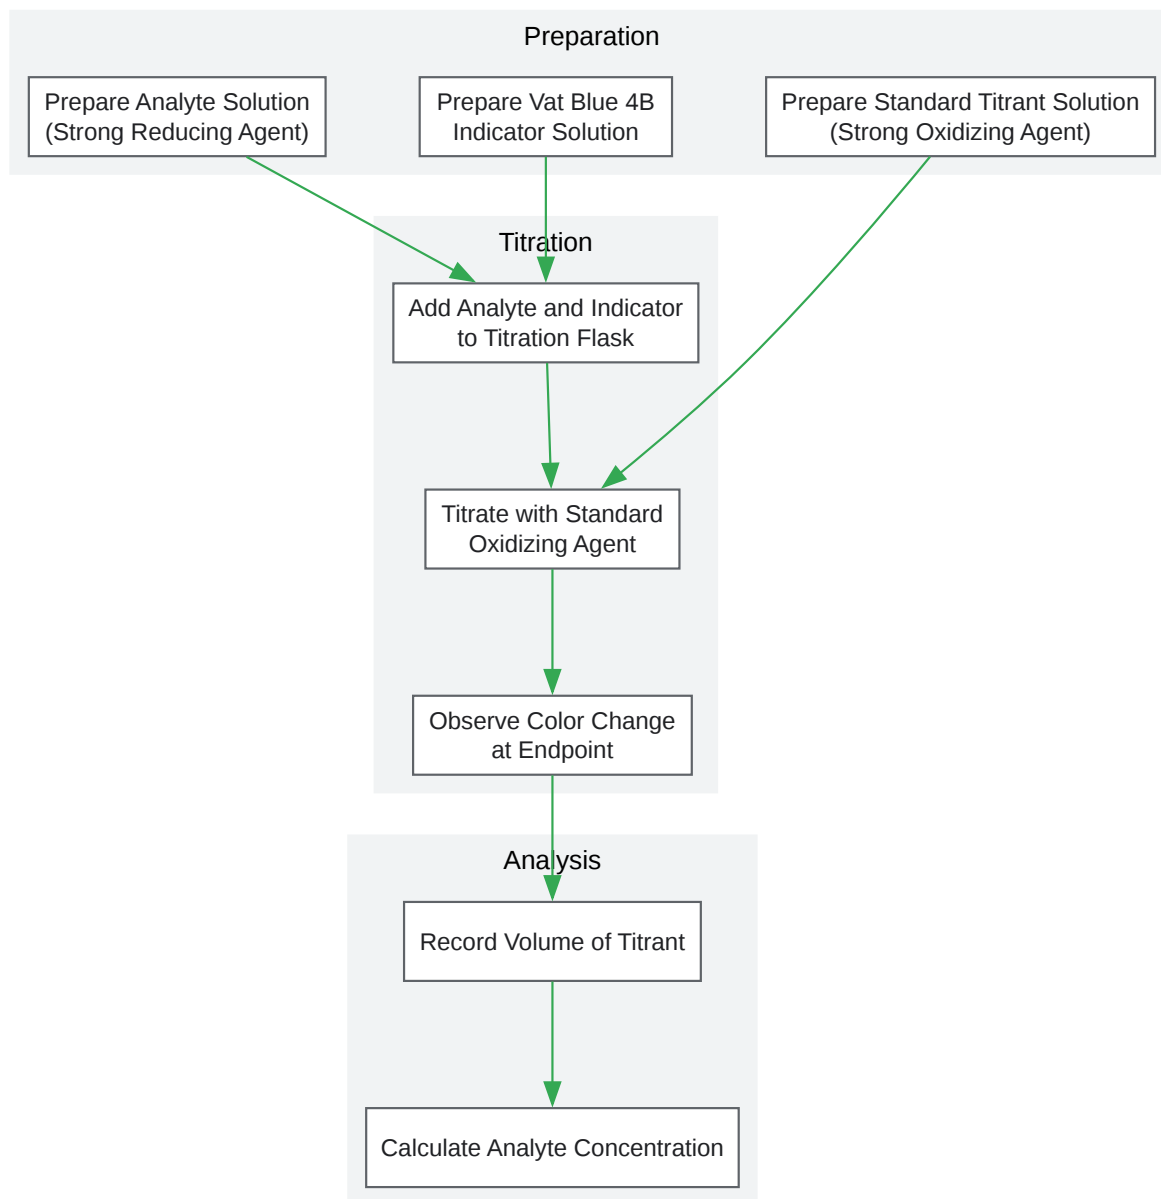 Preparation
Prepare Analyte Solution
(Strong Reducing Agent)
Prepare Vat Blue 4B
Indicator Solution
Prepare Standard Titrant Solution
(Strong Oxidizing Agent)
Titration
Add Analyte and Indicator
to Titration Flask
Titrate with Standard
Oxidizing Agent
Observe Color Change
at Endpoint
Analysis
Record Volume of Titrant
Calculate Analyte Concentration